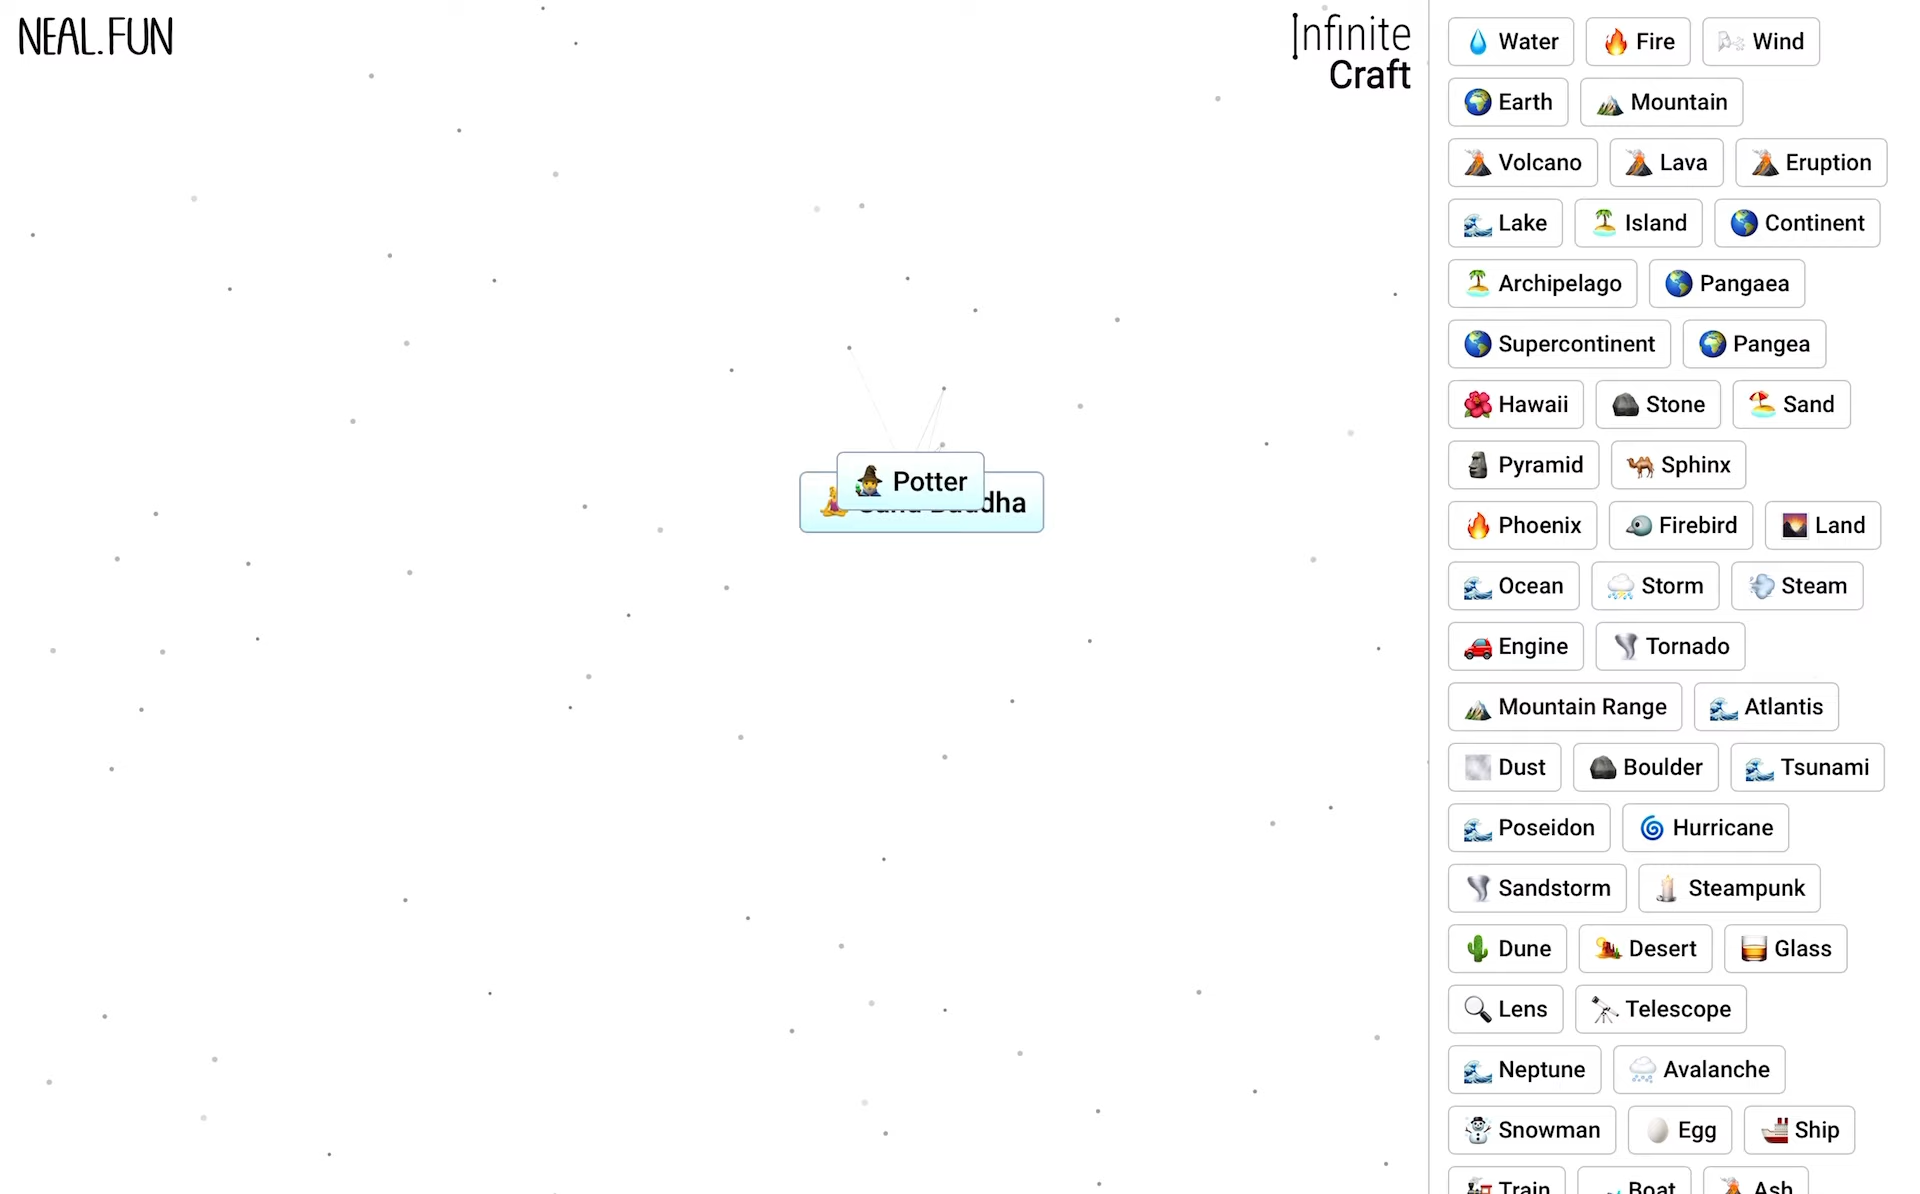 NEAL.FUN
Infinite
Craft
Potter
dha
Water Fire Wind
Earth Mountain
Volcano Lava Eruption
Lake Island Continent
Archipelago Pangaea
Supercontinent Pangea
Hawaii Stone Sand
Pyramid Sphinx
Phoenix Firebird Land
Ocean Storm Steam
Engine Tornado
Mountain Range Atlantis
Dust Boulder Tsunami
Poseidon Hurricane
Sandstorm Steampunk
Dune Desert Glass
Lens Telescope
Neptune Avalanche
Snowman Egg Ship
Train Boat Ash